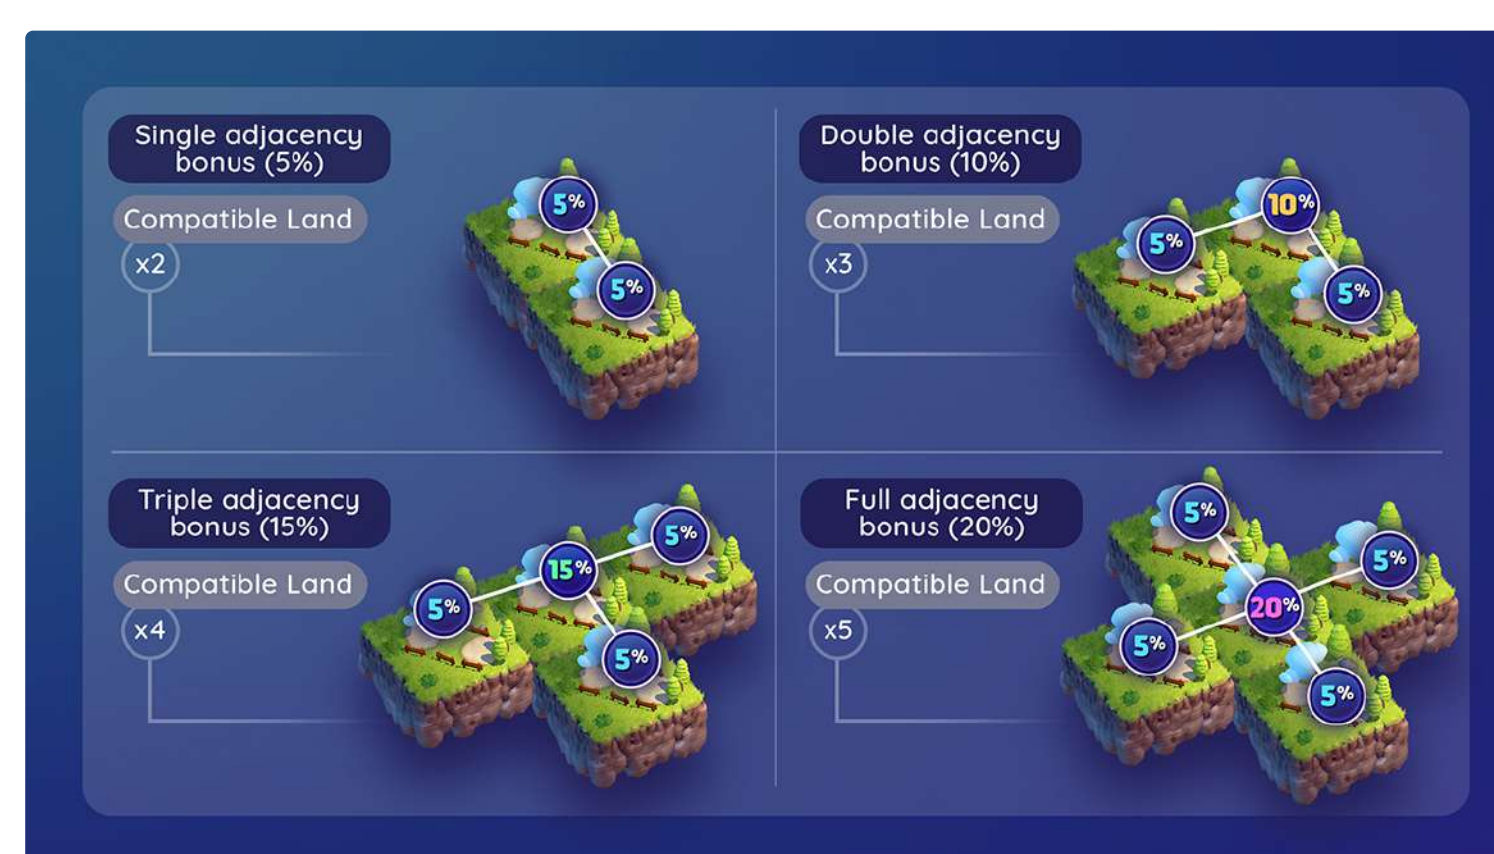 Single adjacency
bonus (5%)
Compatible Land
x2
5%
5%
Double adjacency
bonus (10%)
Compatible Land
x3
10%
5%
5%
Triple adjacency
bonus (15%)
Compatible Land
x4
5%
15%
5%
5%
Full adjacency
bonus (20%)
Compatible Land
x5
5%
5%
20%
5%
5%